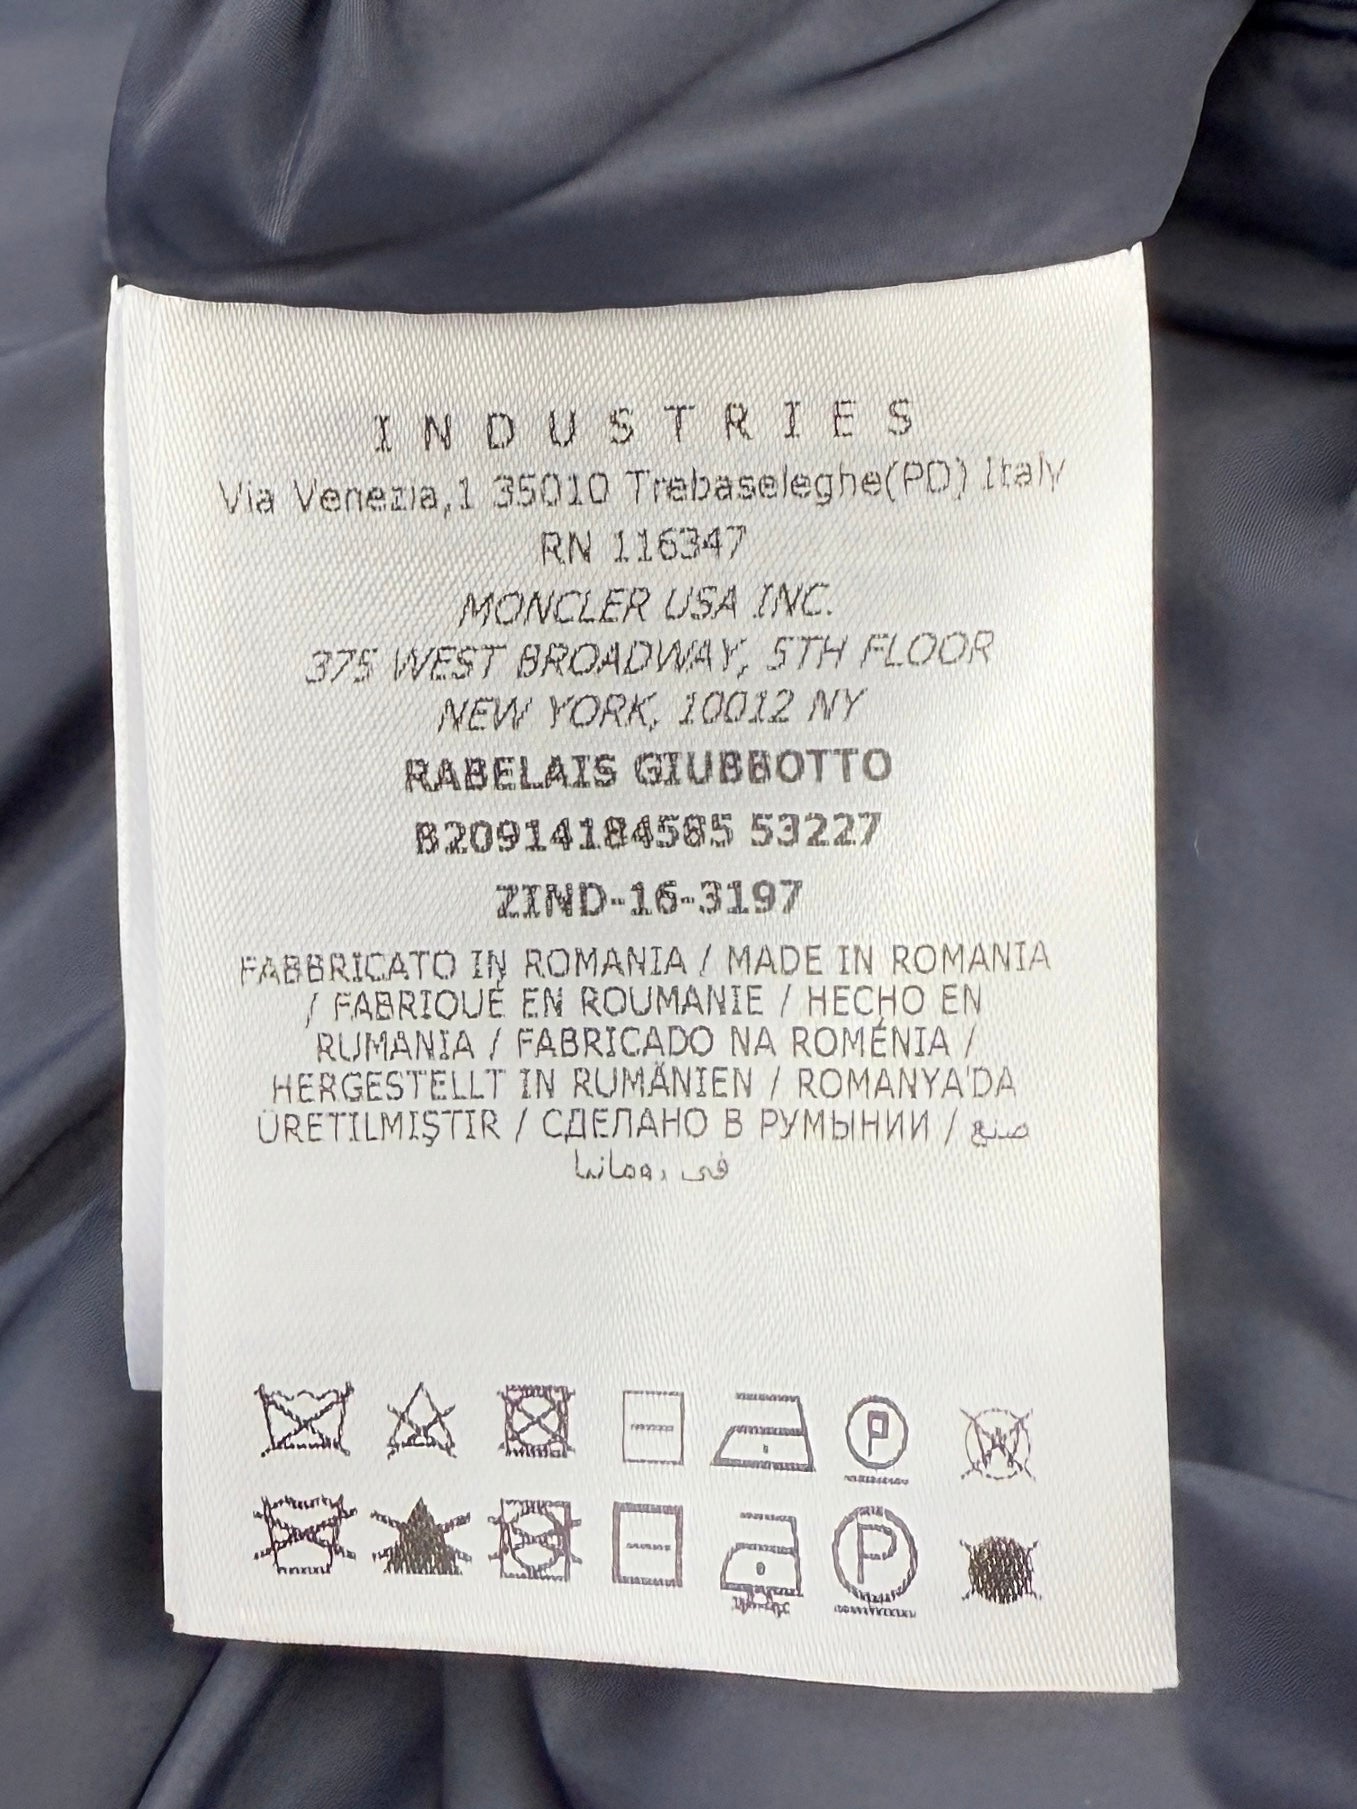 INDUSTRIES
Via Venezia,1 35010 Trebaseleghe(PD) Italy
RN 116347
MONCLER USA INC.
375 WEST BROADWAY, 5TH FLOOR
NEW YORK, 10012 NY
RABELAIS GIUBBOTTO
B20914184585 53227
ZIND-16-3197
FABBRICATO IN ROMANIA / MADE IN ROMANIA
/ FABRIQUÉ EN ROUMANIE / HECHO EN
RUMANIA / FABRICADO NA ROMÉNIA /
HERGESTELLT IN RUMÄNIEN / ROMANYA'DA
ÜRETILMIŞTIR / СДЕЛАНО В РУМЫНИИ / صنع
في رومانيا
P W
P